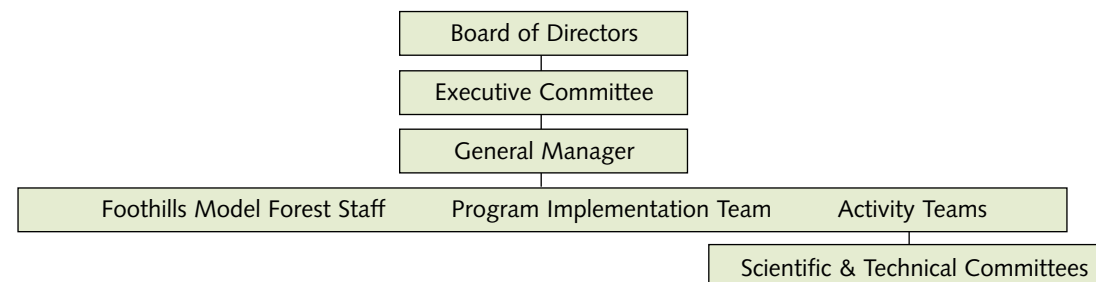 Board of Directors
Executive Committee
General Manager
Foothills Model Forest Staff Program Implementation Team Activity Teams
Scientific & Technical Committees